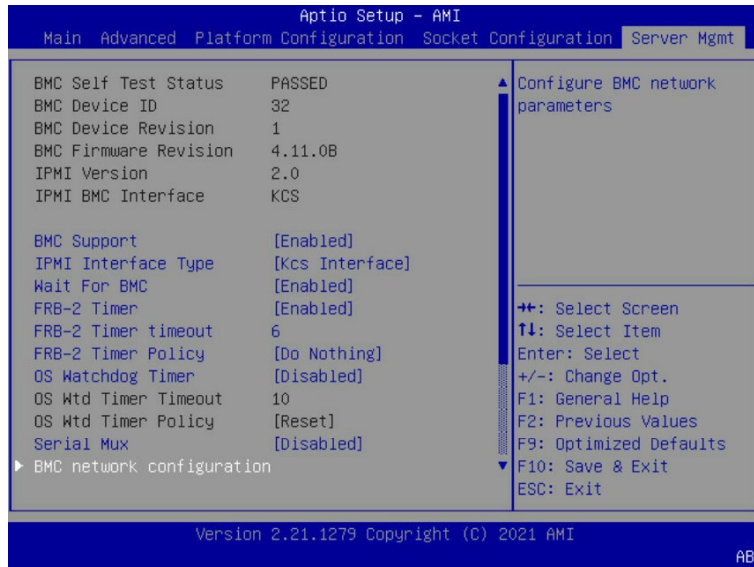 Aptio Setup – AMI
Main Advanced Platform Configuration Socket Configuration Server Mgmt
BMC Self Test Status PASSED
BMC Device ID 32
BMC Device Revision 1
BMC Firmware Revision 4.11.0B
IPMI Version 2.0
IPMI BMC Interface KCS
BMC Support [Enabled]
IPMI Interface Type [Kcs Interface]
Wait For BMC [Enabled]
FRB-2 Timer [Enabled]
FRB-2 Timer timeout 6
FRB-2 Timer Policy [Do Nothing]
OS Watchdog Timer [Disabled]
OS Wtd Timer Timeout 10
OS Wtd Timer Policy [Reset]
Serial Mux [Disabled]
BMC network configuration
Configure BMC network
parameters
→←: Select Screen
↑↓: Select Item
Enter: Select
+/-: Change Opt.
F1: General Help
F2: Previous Values
F9: Optimized Defaults
F10: Save & Exit
ESC: Exit
Version 2.21.1279 Copyright (C) 2021 AMI
AB